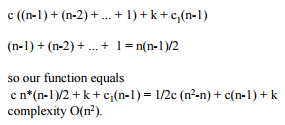 c ((n-1) + (n-2) + ... + 1) + k + c₁(n-1)
(n-1) + (n-2) + ... + 1 = n(n-1)/2
so our function equals
c n*(n-1)/2 + k + c₁(n-1) = 1/2c (n²-n) + c(n-1) + k
complexity O(n²).